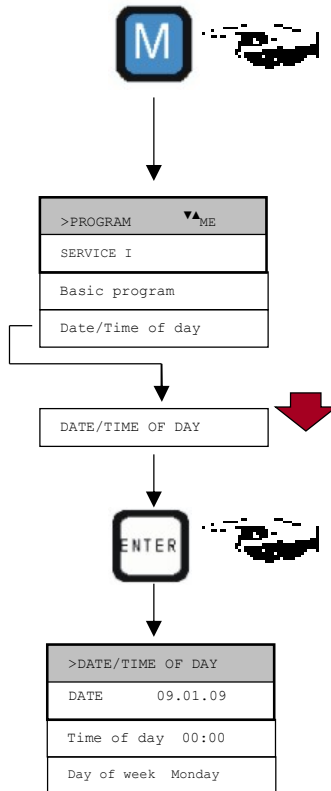 M
>PROGRAM ▼▲ME
SERVICE I
Basic program
Date/Time of day
DATE/TIME OF DAY
ENTER
>DATE/TIME OF DAY
DATE 09.01.09
Time of day 00:00
Day of week Monday